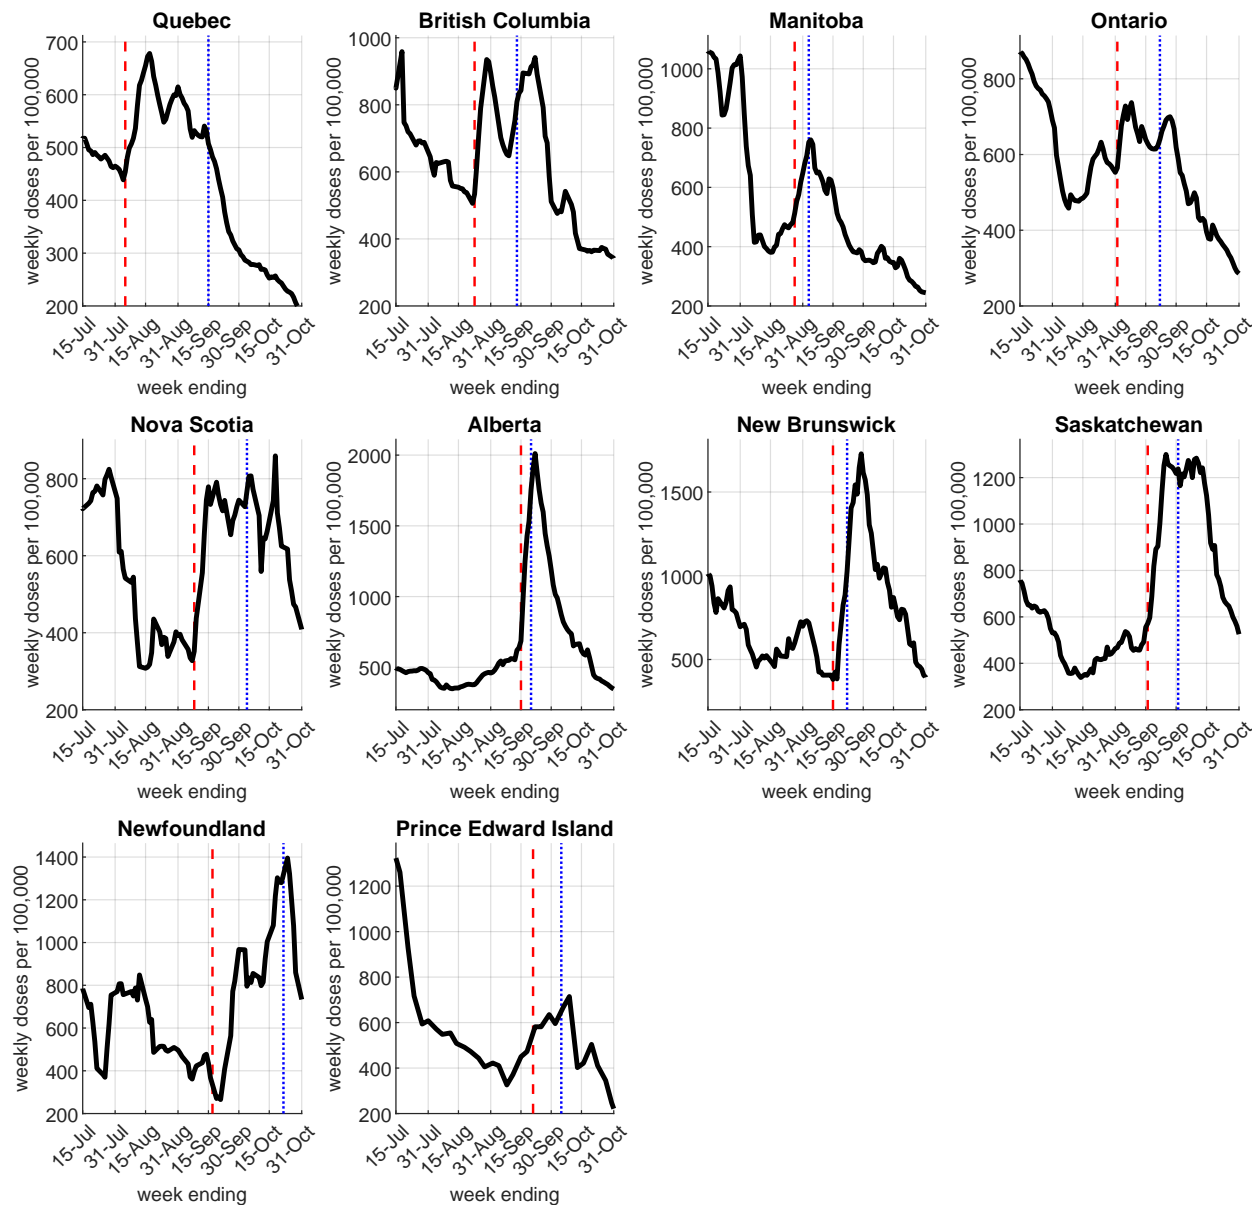 Quebec
weekly doses per 100,000
700
600
500
400
300
200
15-Jul
31-Jul
15-Aug
31-Aug
15-Sep
30-Sep
15-Oct
31-Oct
week ending
British Columbia
weekly doses per 100,000
1000
800
600
400
200
15-Jul
31-Jul
15-Aug
31-Aug
15-Sep
30-Sep
15-Oct
31-Oct
week ending
Manitoba
weekly doses per 100,000
1000
800
600
400
200
15-Jul
31-Jul
15-Aug
31-Aug
15-Sep
30-Sep
15-Oct
31-Oct
week ending
Ontario
weekly doses per 100,000
800
600
400
200
15-Jul
31-Jul
15-Aug
31-Aug
15-Sep
30-Sep
15-Oct
31-Oct
week ending
Nova Scotia
weekly doses per 100,000
800
600
400
200
15-Jul
31-Jul
15-Aug
31-Aug
15-Sep
30-Sep
15-Oct
31-Oct
week ending
Alberta
weekly doses per 100,000
2000
1500
1000
500
15-Jul
31-Jul
15-Aug
31-Aug
15-Sep
30-Sep
15-Oct
31-Oct
week ending
New Brunswick
weekly doses per 100,000
1500
1000
500
15-Jul
31-Jul
15-Aug
31-Aug
15-Sep
30-Sep
15-Oct
31-Oct
week ending
Saskatchewan
weekly doses per 100,000
1200
1000
800
600
400
200
15-Jul
31-Jul
15-Aug
31-Aug
15-Sep
30-Sep
15-Oct
31-Oct
week ending
Newfoundland
weekly doses per 100,000
1400
1200
1000
800
600
400
200
15-Jul
31-Jul
15-Aug
31-Aug
15-Sep
30-Sep
15-Oct
31-Oct
week ending
Prince Edward Island
weekly doses per 100,000
1200
1000
800
600
400
200
15-Jul
31-Jul
15-Aug
31-Aug
15-Sep
30-Sep
15-Oct
31-Oct
week ending